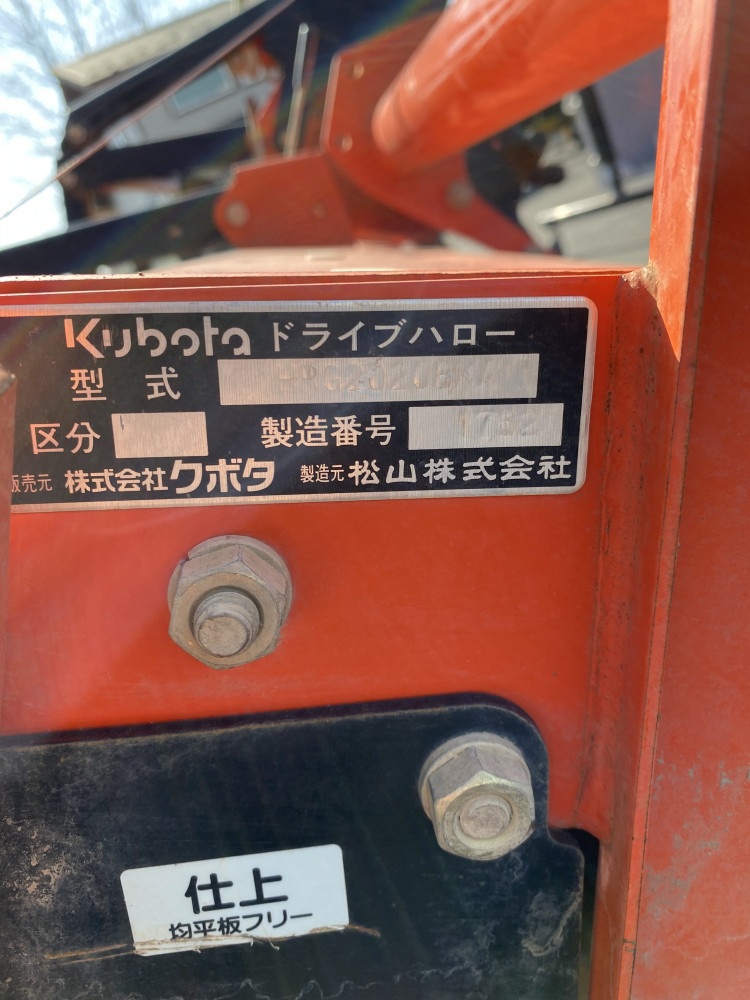 Kubota ドライブハロー
型式
区分 製造番号 1752
販売元 株式会社クボタ 製造元 松山株式会社
仕上
均平板フリー